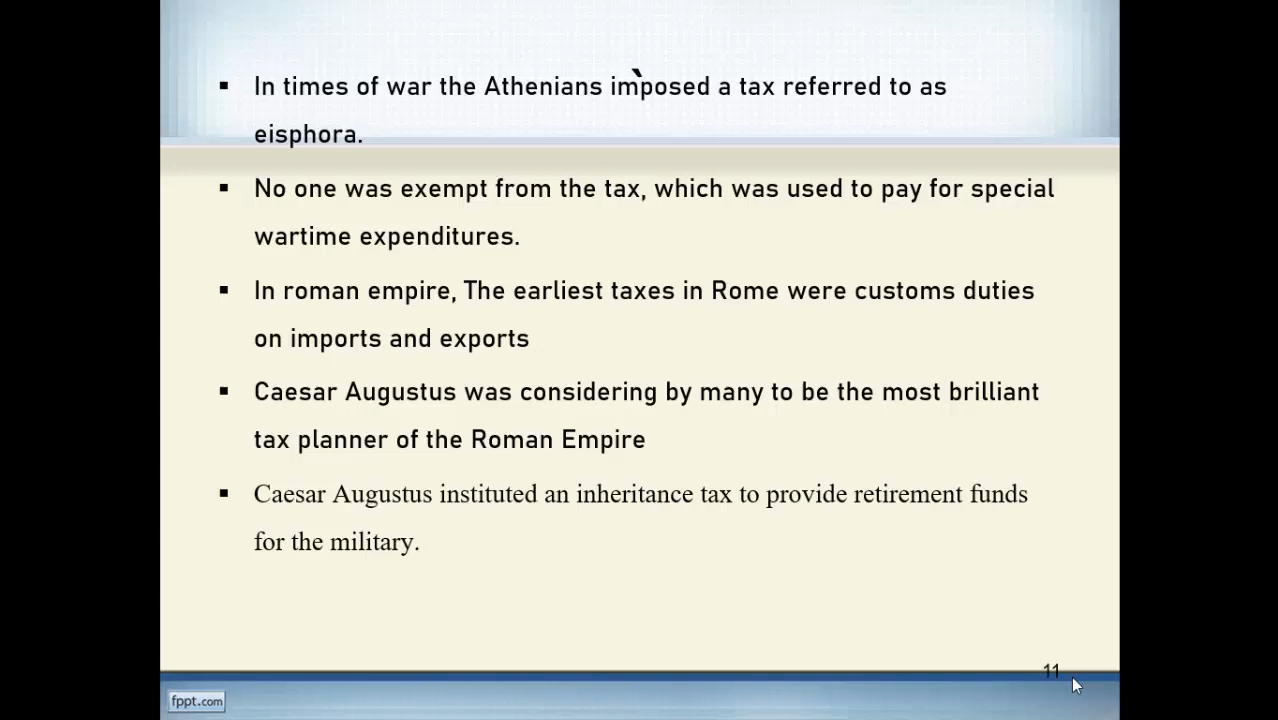 ▪ In times of war the Athenians imposed a tax referred to as
eisphora.
▪ No one was exempt from the tax, which was used to pay for special
wartime expenditures.
▪ In roman empire, The earliest taxes in Rome were customs duties
on imports and exports
▪ Caesar Augustus was considering by many to be the most brilliant
tax planner of the Roman Empire
▪ Caesar Augustus instituted an inheritance tax to provide retirement funds
for the military.
11
fppt.com